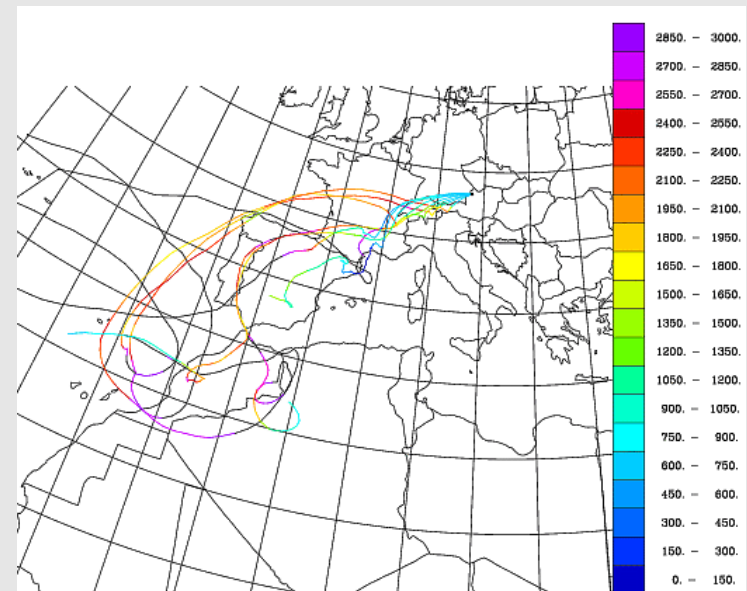 2850. – 3000.
2700. – 2850.
2550. – 2700.
2400. – 2550.
2250. – 2400.
2100. – 2250.
1950. – 2100.
1800. – 1950.
1650. – 1800.
1500. – 1650.
1350. – 1500.
1200. – 1350.
1050. – 1200.
900. – 1050.
750. – 900.
600. – 750.
450. – 600.
300. – 450.
150. – 300.
0. – 150.